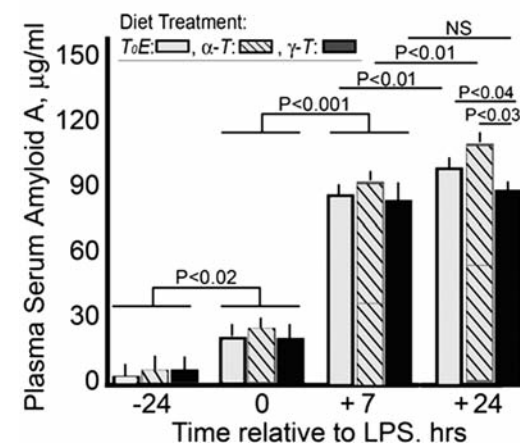 Diet Treatment:
T₀E: , α-T: , γ-T:
NS
P<0.01
P<0.01
P<0.04
P<0.03
P<0.001
P<0.02
Plasma Serum Amyloid A, µg/ml
150
120
90
60
30
0
-24 0 + 7 + 24
Time relative to LPS. hrs